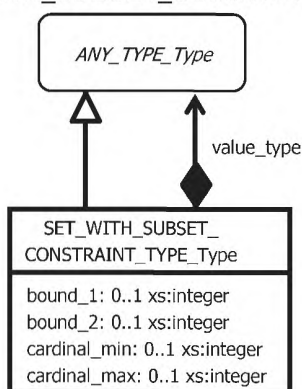 ANY_TYPE_Type
value_type
SET_WITH_SUBSET_
CONSTRAINT_TYPE_Type
bound_1: 0..1 xs:integer
bound_2: 0..1 xs:integer
cardinal_min: 0..1 xs:integer
cardinal_max: 0..1 xs:integer